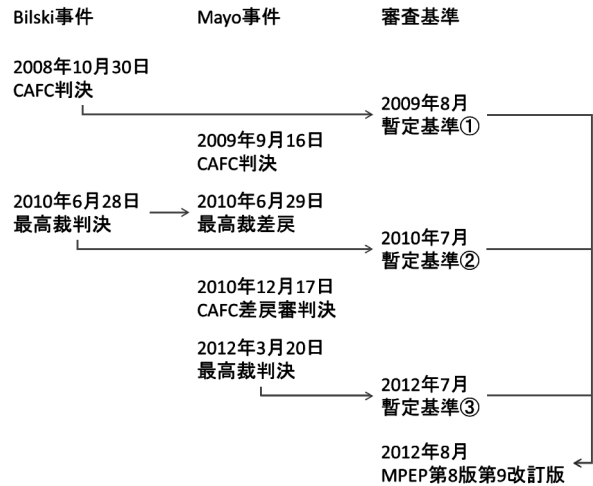 Bilski事件
Mayo事件
審査基準
2008年10月30日
CAFC判決
2009年8月
暫定基準①
2009年9月16日
CAFC判決
2010年6月28日
最高裁判決
2010年6月29日
最高裁差戻
2010年7月
暫定基準②
2010年12月17日
CAFC差戻審判決
2012年3月20日
最高裁判決
2012年7月
暫定基準③
2012年8月
MPEP第8版第9改訂版